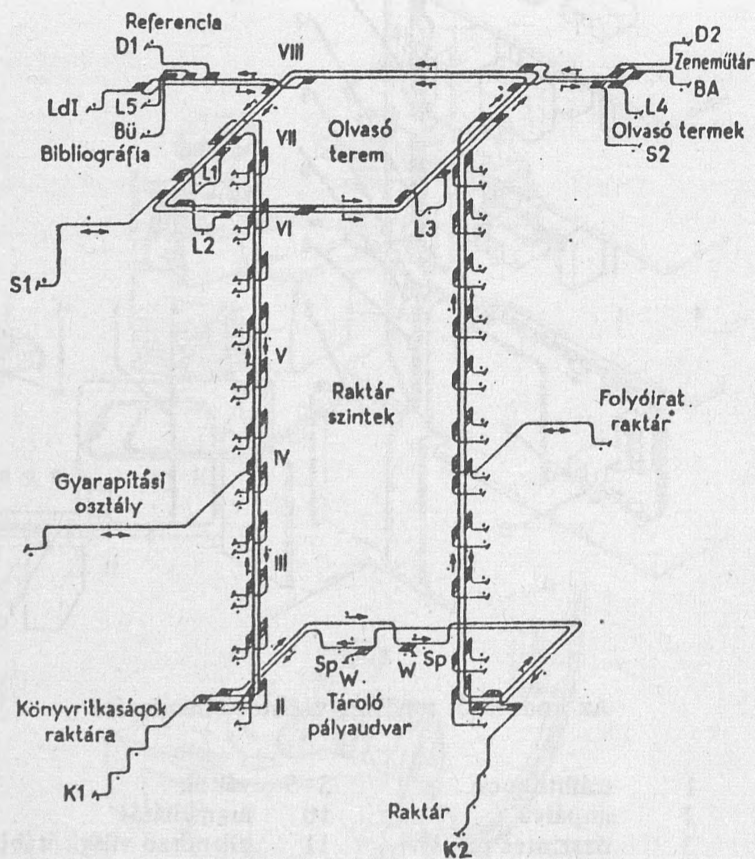 Referencia
D1
VIII
D2
Zeneműtár
BA
LdI
L5
Bü
L4
Olvasó termek
S2
Bibliográfia
VII
Olvasó
terem
L1
L2
VI
L3
S1
V
Raktár
szintek
Folyóirat
raktár
IV
Gyarapítási
osztály
III
Sp
W
W
Sp
Könyvritkaságok
raktára
II
Tároló
pályaudvar
K1
Raktár
K2